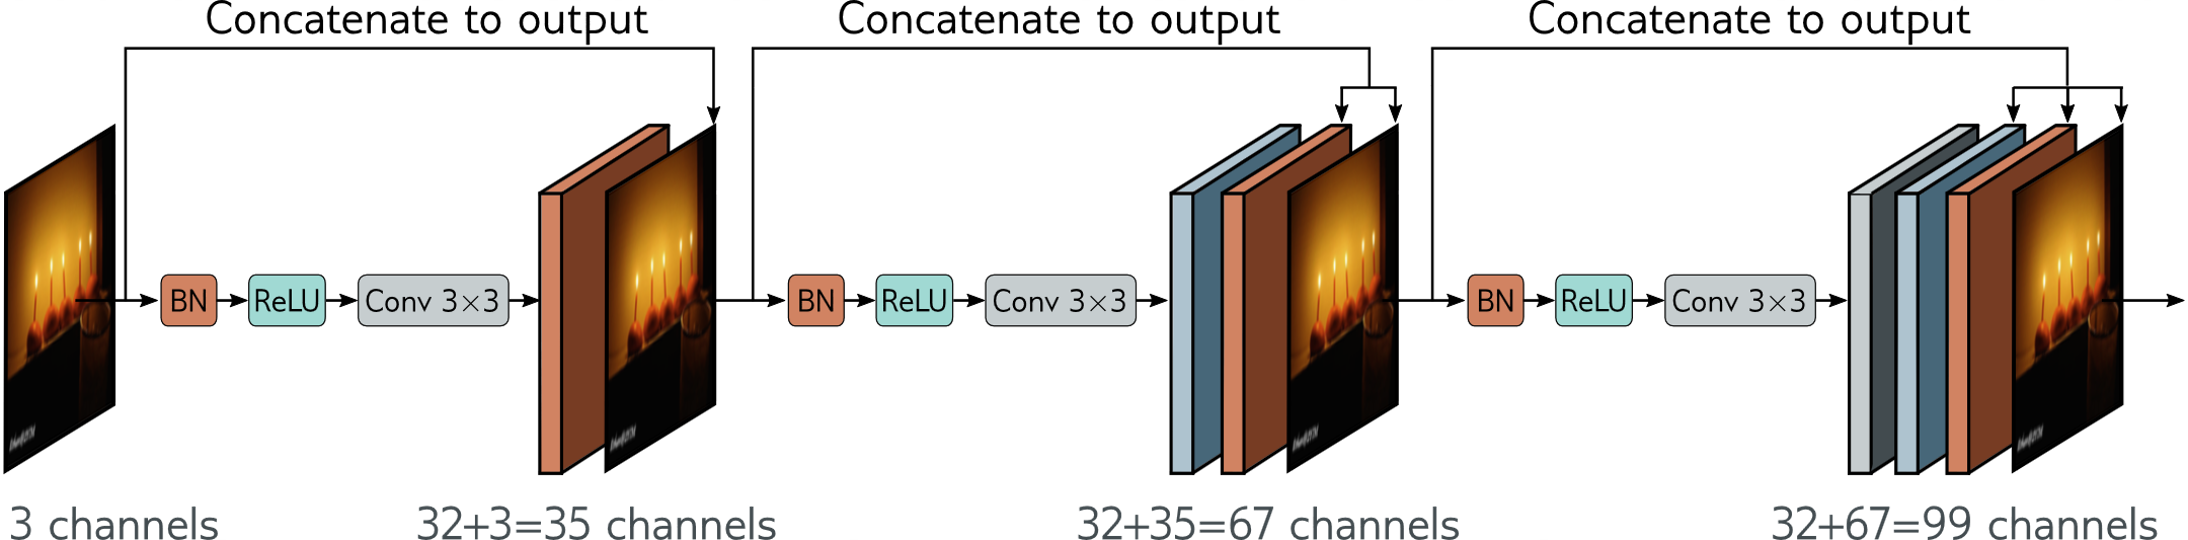 Concatenate to output
Concatenate to output
Concatenate to output
BN
ReLU
Conv 3×3
BN
ReLU
Conv 3×3
BN
ReLU
Conv 3×3
3 channels
32+3=35 channels
32+35=67 channels
32+67=99 channels